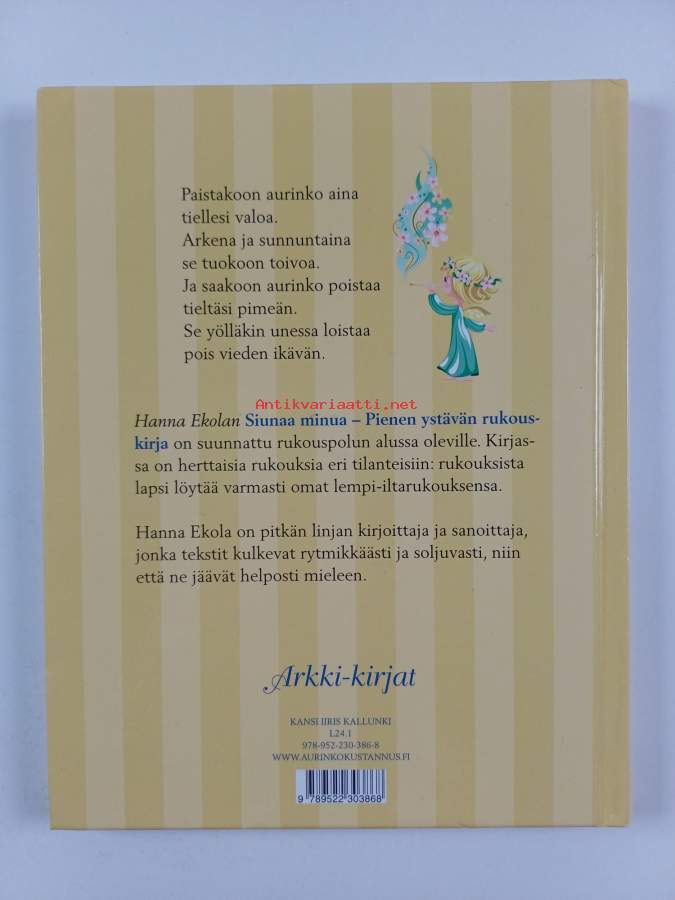 Paistakoon aurinko aina
tiellesi valoa.
Arkena ja sunnuntaina
se tuokoon toivoa.
Ja saakoon aurinko poistaa
tieltäsi pimeän.
Se yölläkin unessa loistaa
pois vieden ikävän.
Antikvariaatti.net
Hanna Ekolan Siunaa minua – Pienen ystävän rukous-
kirja on suunnattu rukouspolun alussa oleville. Kirjas-
sa on herttaisia rukouksia eri tilanteisiin: rukouksista
lapsi löytää varmasti omat lempi-iltarukouksensa.
Hanna Ekola on pitkän linjan kirjoittaja ja sanoittaja,
jonka tekstit kulkevat rytmikkäästi ja soljuvasti, niin
että ne jäävät helposti mieleen.
Arkki-kirjat
KANSI IIRIS KALLUNKI
L24.1
978-952-230-386-8
WWW.AURINKOKUSTANNUS.FI
9 789522 303868